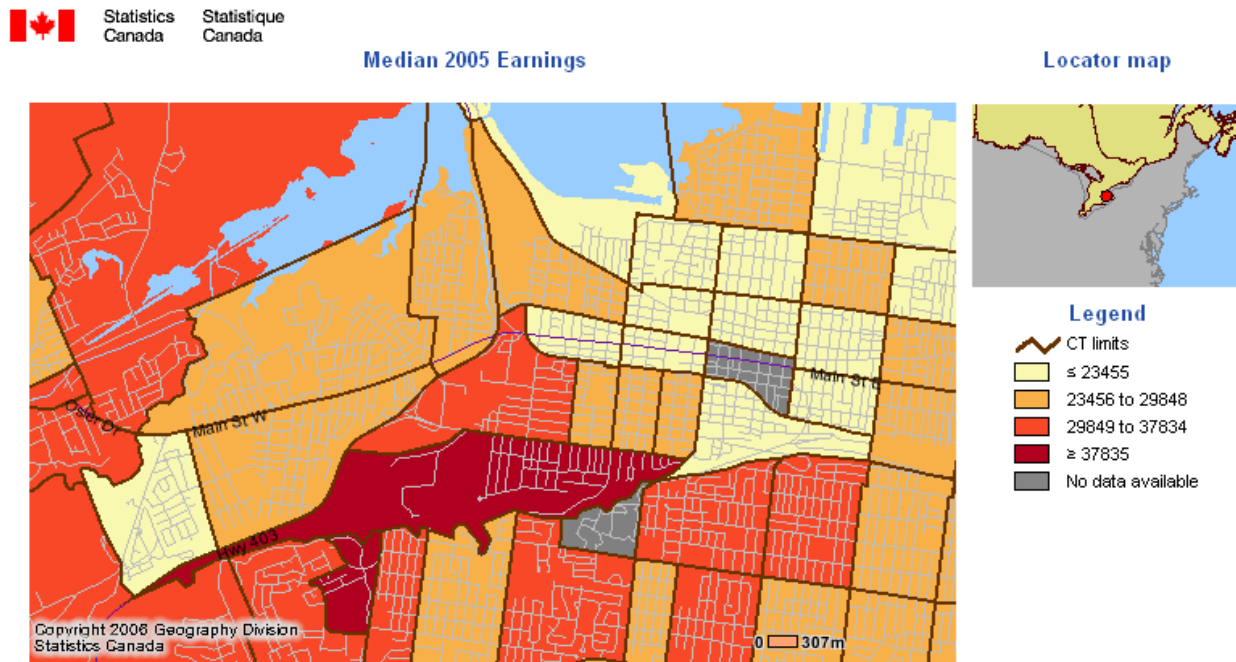 Statistics Statistique
Canada Canada
Median 2005 Earnings
Locator map
Main St E
Osler Dr
Main St W
Hwy 403
Copyright 2006 Geography Division
Statistics Canada
0 307m
Legend
CT limits
≤ 23455
23456 to 29848
29849 to 37834
≥ 37835
No data available